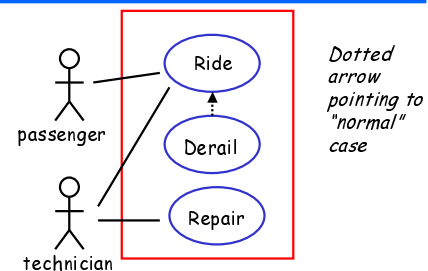 Ride
Derail
Repair
passenger
technician
Dotted
arrow
pointing to
"normal"
case